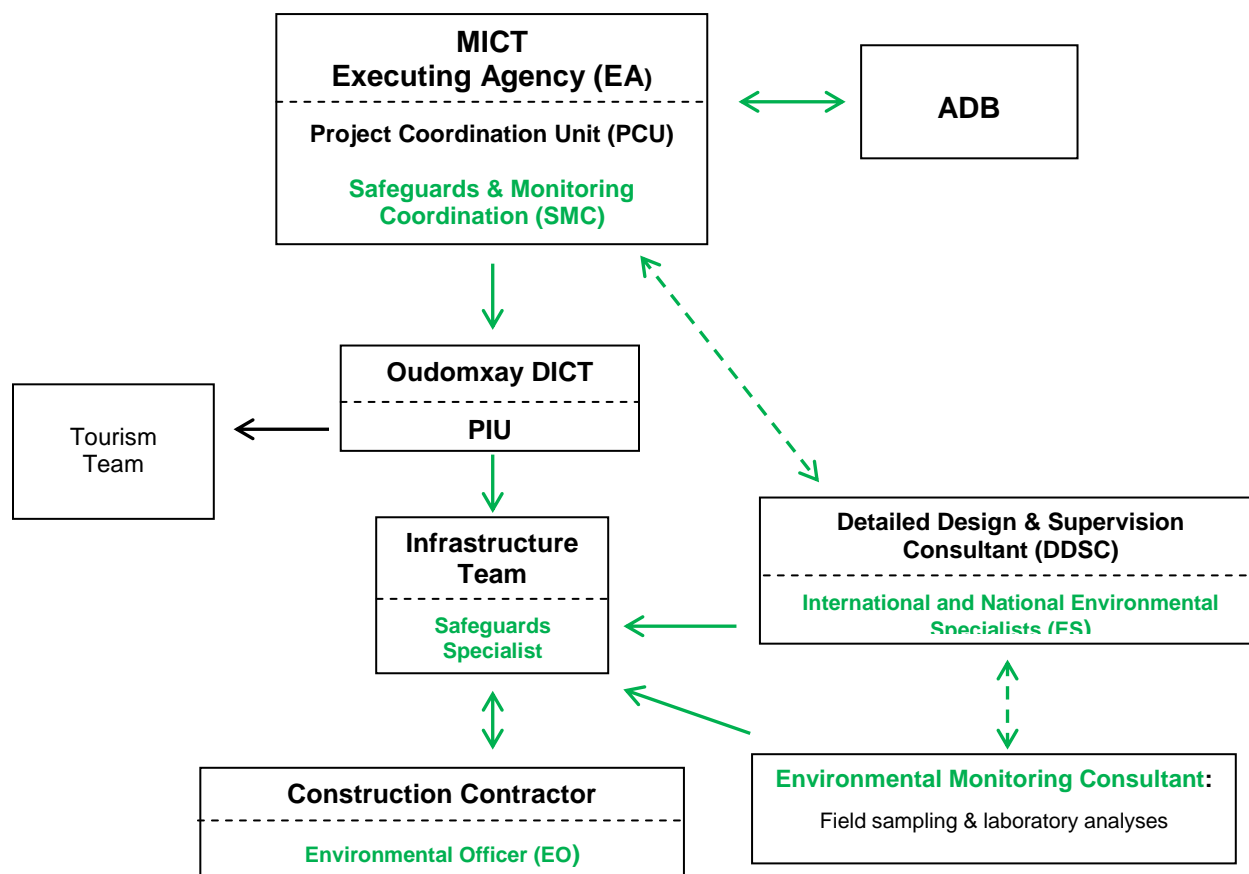 MICT
Executing Agency (EA)
Project Coordination Unit (PCU)
Safeguards & Monitoring
Coordination (SMC)
ADB
Oudomxay DICT
PIU
Tourism
Team
Infrastructure
Team
Safeguards
Specialist
Detailed Design & Supervision
Consultant (DDSC)
International and National Environmental
Specialists (ES)
Construction Contractor
Environmental Officer (EO)
Environmental Monitoring Consultant:
Field sampling & laboratory analyses